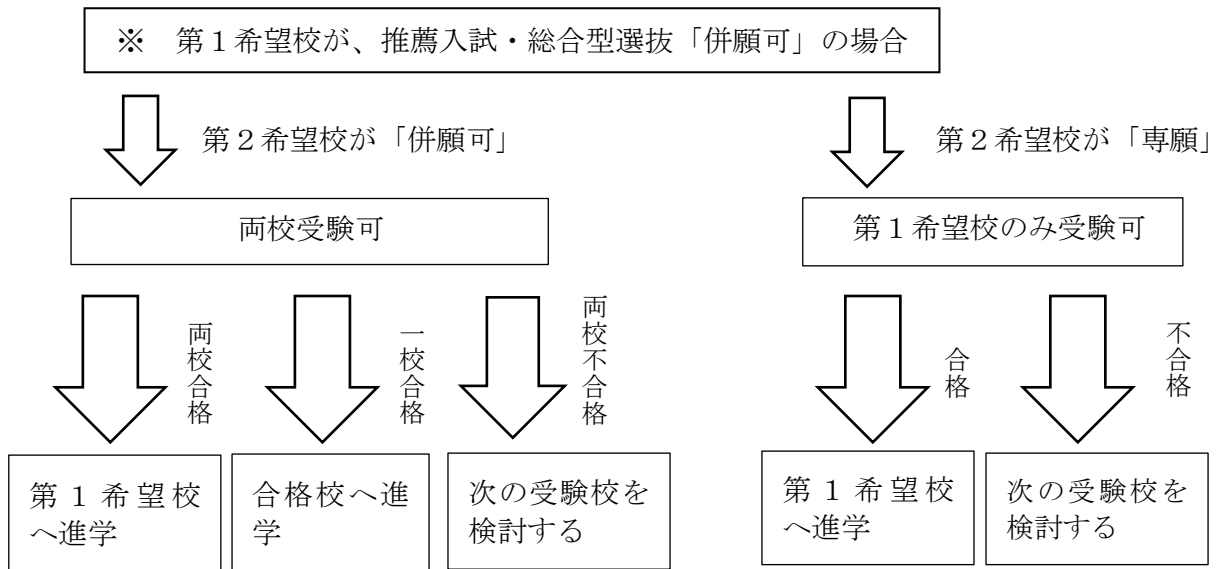 ※　第１希望校が、推薦入試・総合型選抜「併願可」の場合
第２希望校が「併願可」
第２希望校が「専願」
両校受験可
第１希望校のみ受験可
両校合格
一校合格
両校不合格
合格
不合格
第１希望校
へ進学
合格校へ進
学
次の受験校を
検討する
第１希望校
へ進学
次の受験校を
検討する